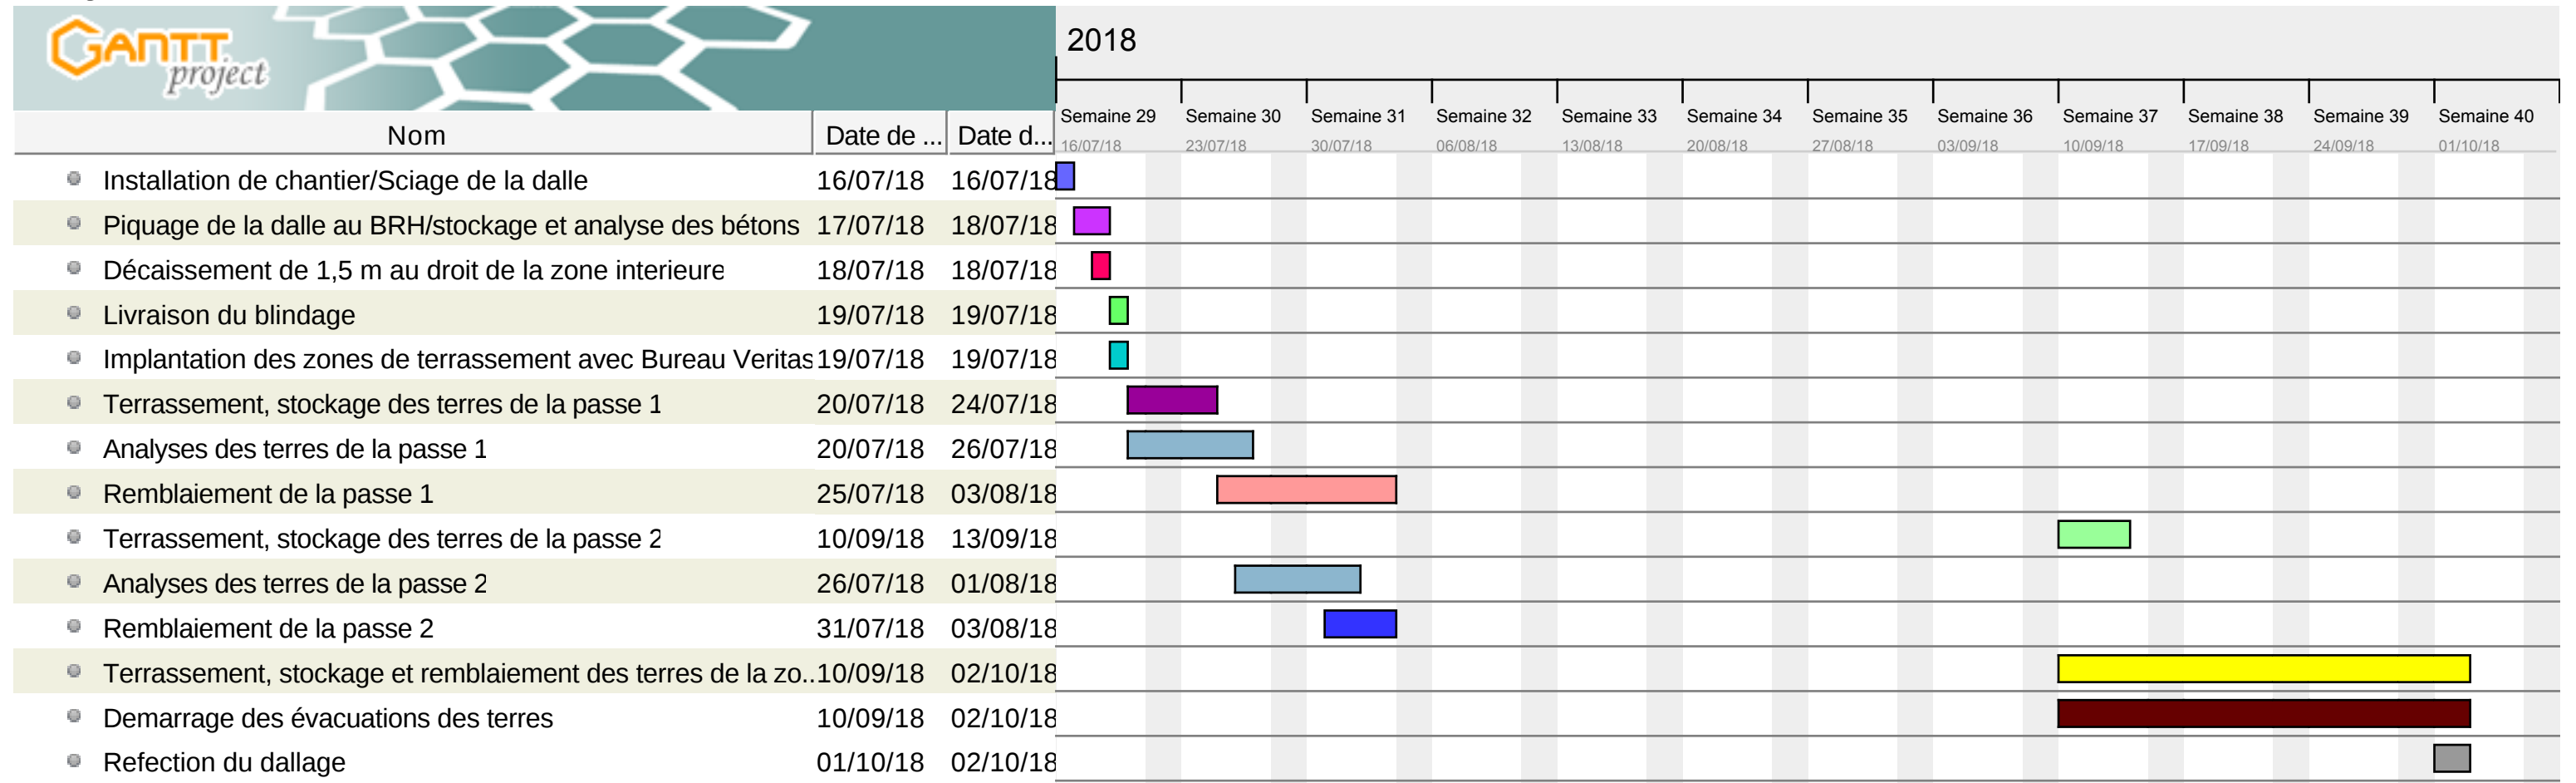 GANTT
project
2018
Nom Date de ... Date d...
Semaine 29 Semaine 30 Semaine 31 Semaine 32 Semaine 33 Semaine 34 Semaine 35 Semaine 36 Semaine 37 Semaine 38 Semaine 39 Semaine 40
16/07/18 23/07/18 30/07/18 06/08/18 13/08/18 20/08/18 27/08/18 03/09/18 10/09/18 17/09/18 24/09/18 01/10/18
Installation de chantier/Sciage de la dalle 16/07/18 16/07/18
Piquage de la dalle au BRH/stockage et analyse des bétons 17/07/18 18/07/18
Décaissement de 1,5 m au droit de la zone interieure 18/07/18 18/07/18
Livraison du blindage 19/07/18 19/07/18
Implantation des zones de terrassement avec Bureau Veritas 19/07/18 19/07/18
Terrassement, stockage des terres de la passe 1 20/07/18 24/07/18
Analyses des terres de la passe 1 20/07/18 26/07/18
Remblaiement de la passe 1 25/07/18 03/08/18
Terrassement, stockage des terres de la passe 2 10/09/18 13/09/18
Analyses des terres de la passe 2 26/07/18 01/08/18
Remblaiement de la passe 2 31/07/18 03/08/18
Terrassement, stockage et remblaiement des terres de la zo.. 10/09/18 02/10/18
Demarrage des évacuations des terres 10/09/18 02/10/18
Refection du dallage 01/10/18 02/10/18